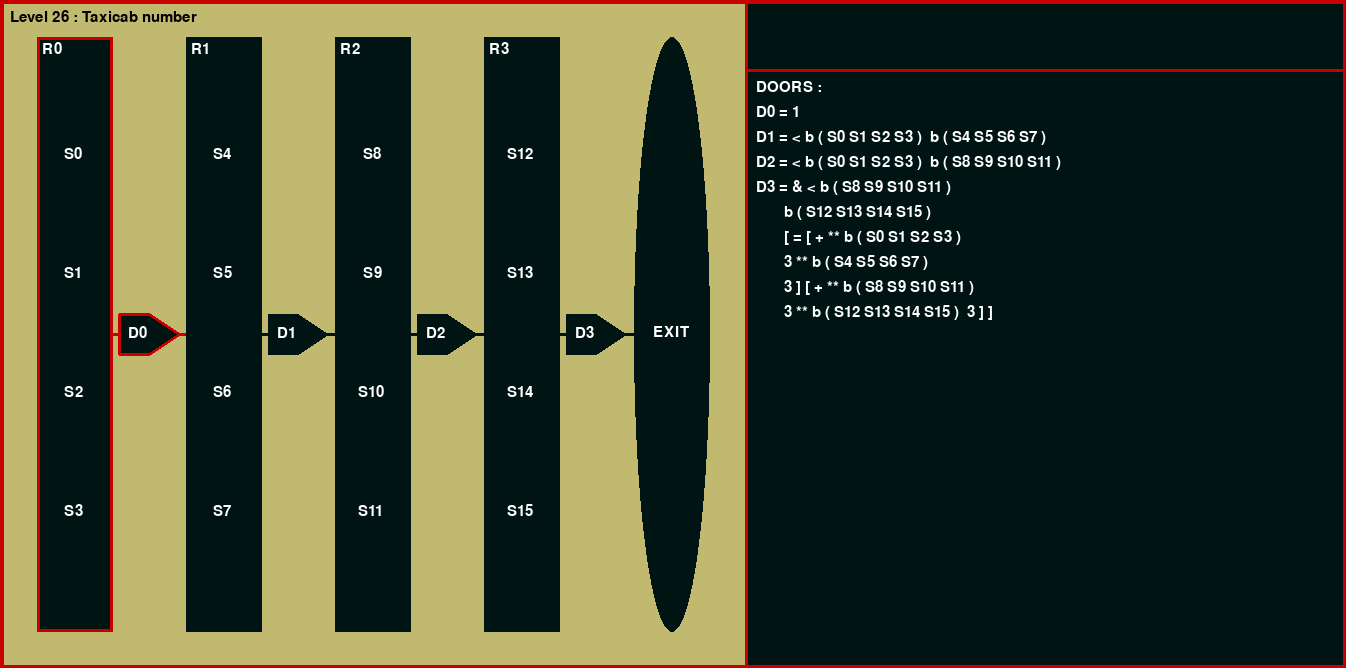 Level 26 : Taxicab number
R0 R1 R2 R3
S0 S4 S8 S12
S1 S5 S9 S13
D0 D1 D2 D3 EXIT
S2 S6 S10 S14
S3 S7 S11 S15
DOORS :
D0 = 1
D1 = < b ( S0 S1 S2 S3 ) b ( S4 S5 S6 S7 )
D2 = < b ( S0 S1 S2 S3 ) b ( S8 S9 S10 S11 )
D3 = & < b ( S8 S9 S10 S11 )
b ( S12 S13 S14 S15 )
[ = [ + ** b ( S0 S1 S2 S3 )
3 ** b ( S4 S5 S6 S7 )
3 ] [ + ** b ( S8 S9 S10 S11 )
3 ** b ( S12 S13 S14 S15 ) 3 ] ]